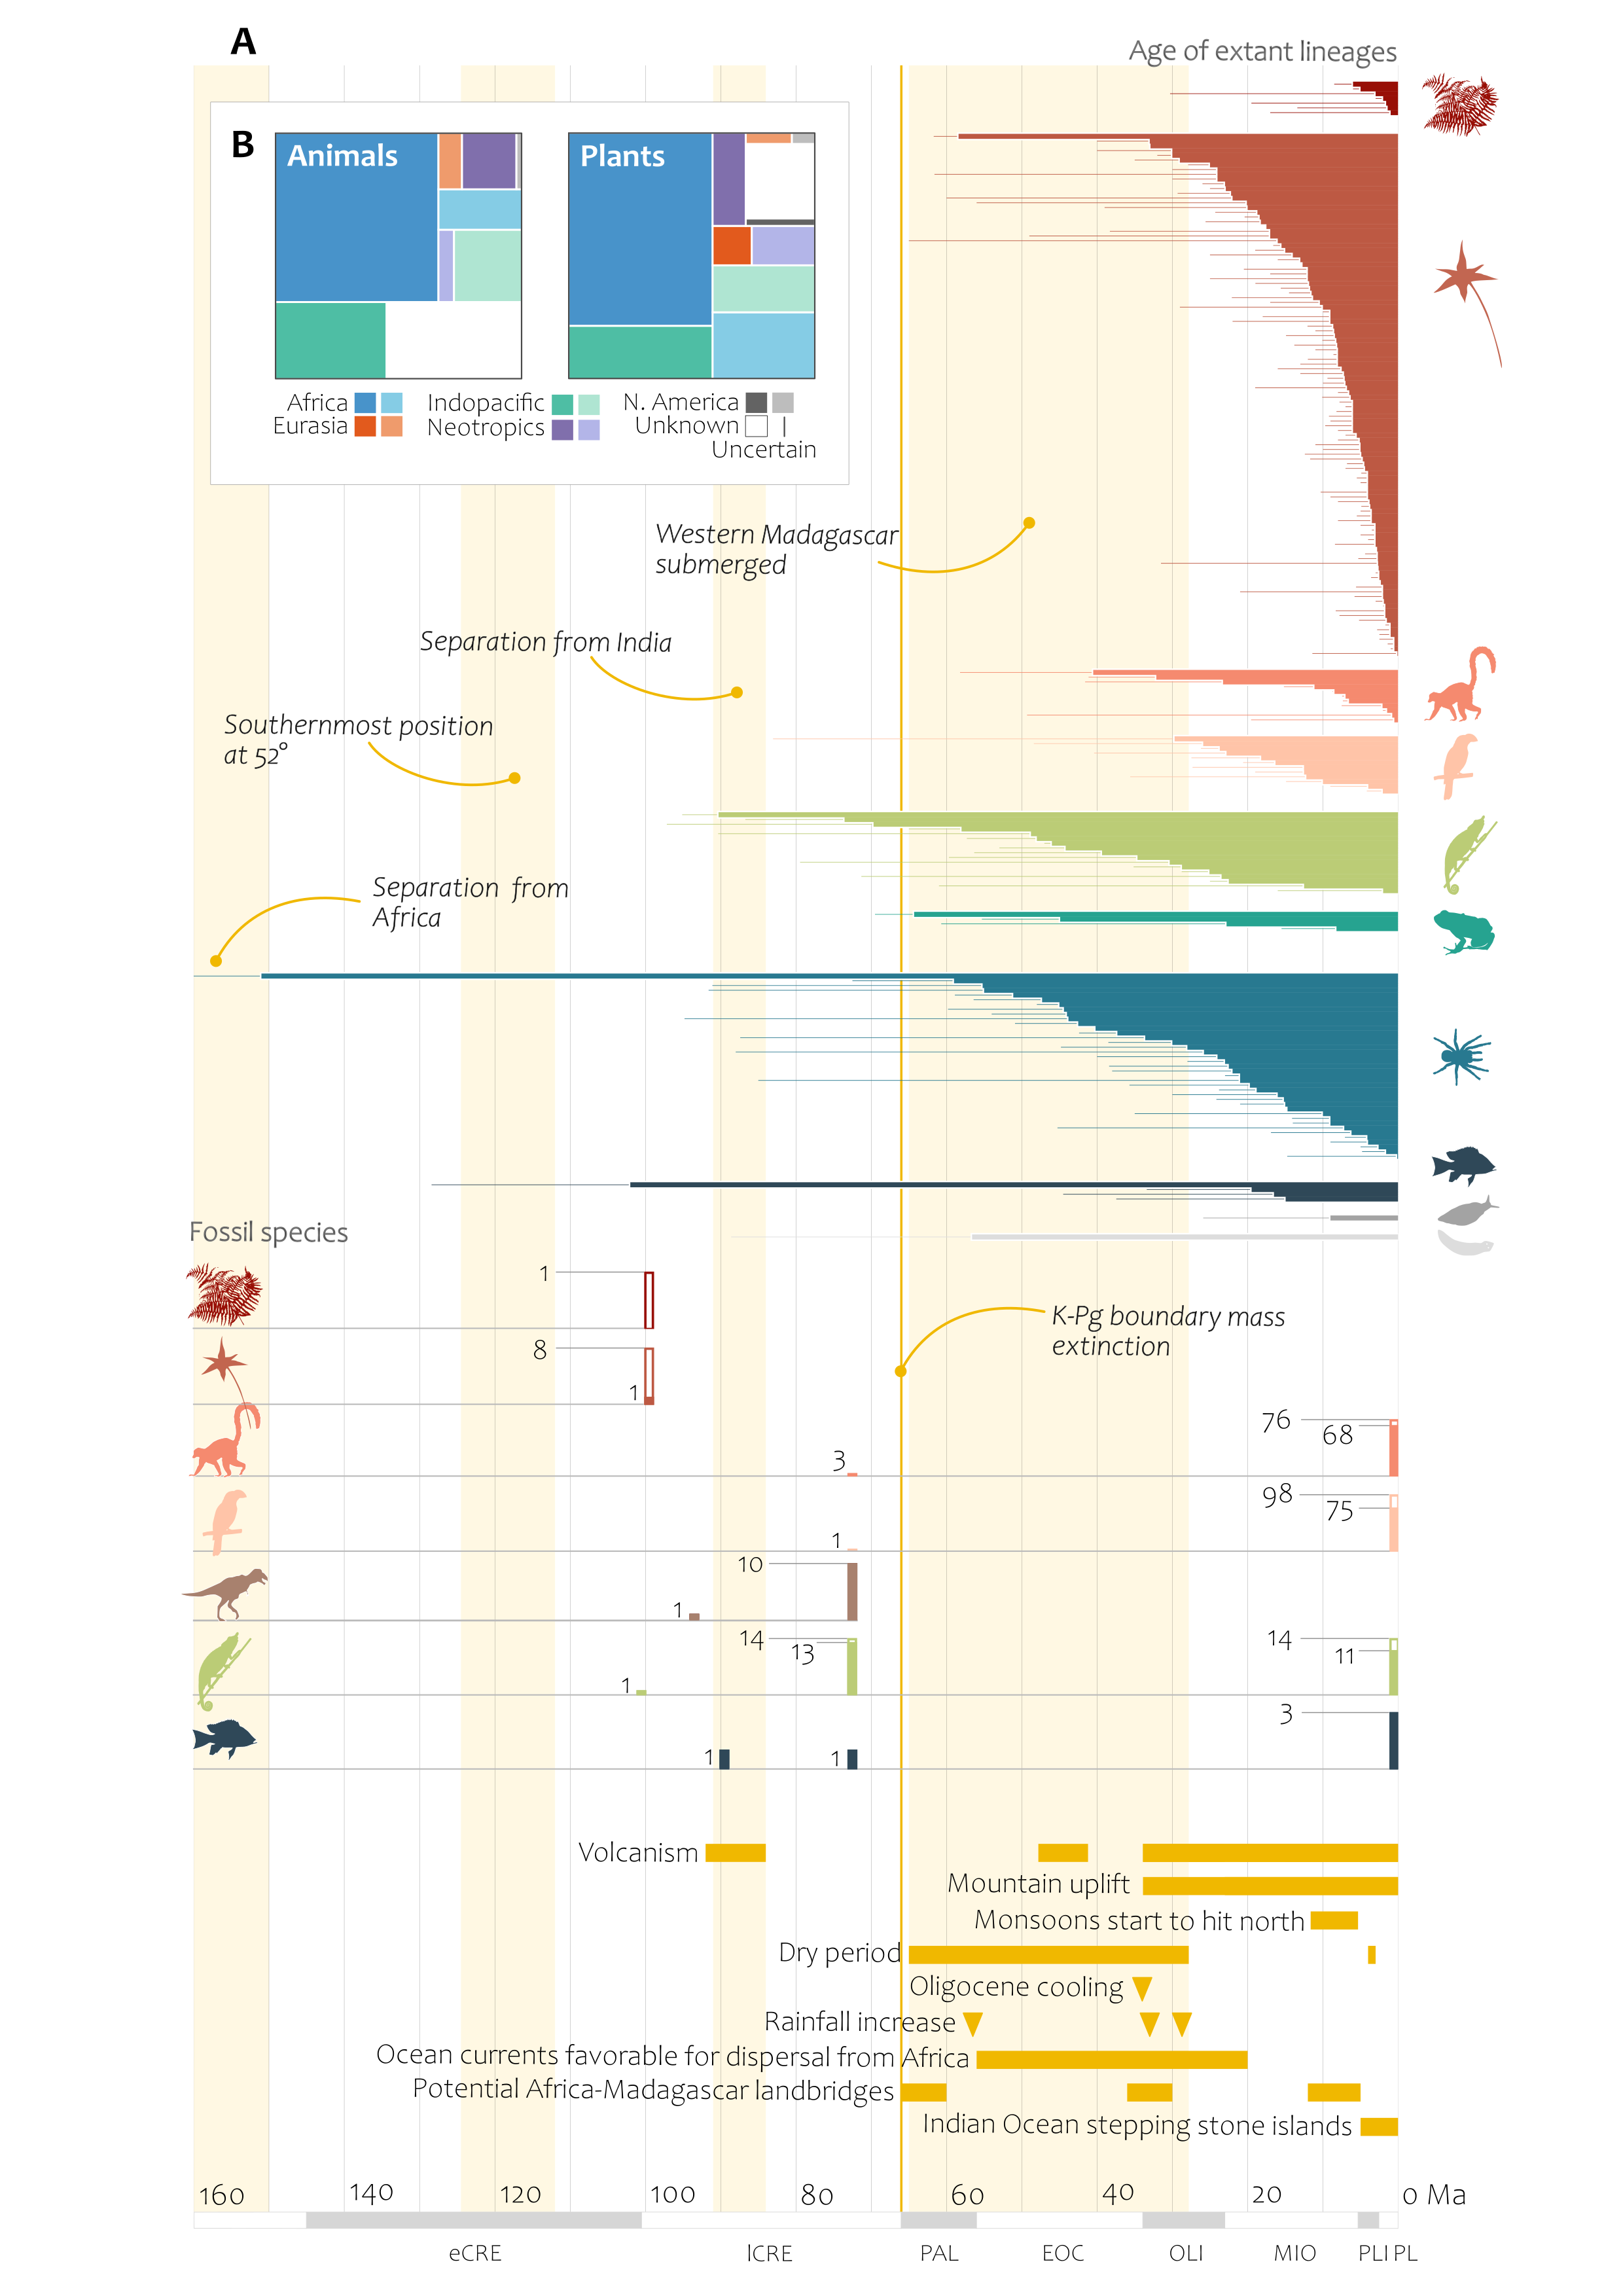 A
Age of extant lineages
B
Animals
Plants
Africa
Indopacific
N. America
Eurasia
Neotropics
Unknown
Uncertain
Western Madagascar
submerged
Separation from India
Southernmost position
at 52°
Separation from
Africa
Fossil species
1
8
1
K-Pg boundary mass
extinction
76
68
3
98
75
1
10
1
14
13
1
14
11
3
1
1
Volcanism
Mountain uplift
Monsoons start to hit north
Dry period
Oligocene cooling
Rainfall increase
Ocean currents favorable for dispersal from Africa
Potential Africa-Madagascar landbridges
Indian Ocean stepping stone islands
160 140 120 100 80 60 40 20 0 Ma
eCRE lCRE PAL EOC OLI MIO PLI PL